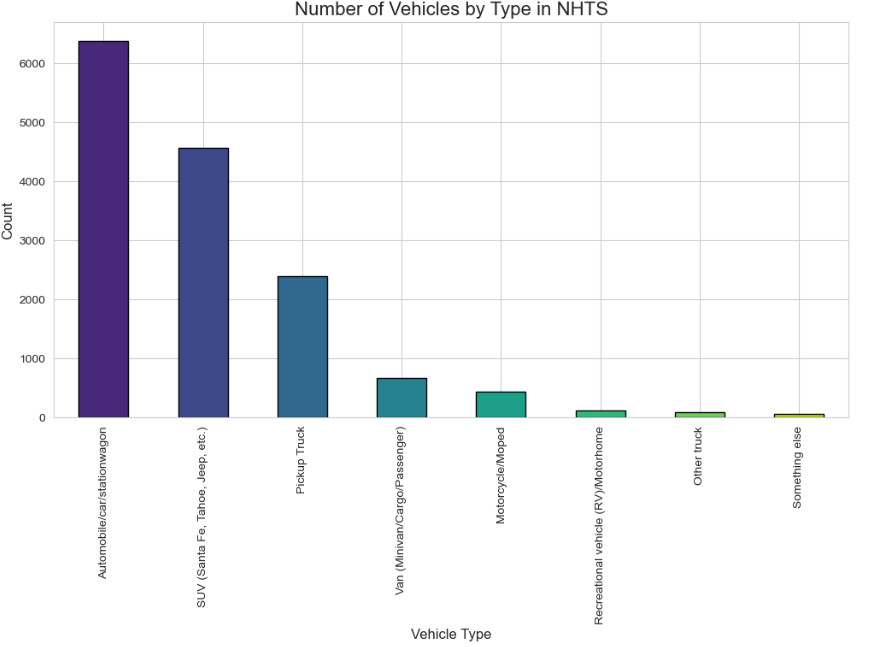 Number of Vehicles by Type in NHTS
Count
6000
5000
4000
3000
2000
1000
0
Automobile/car/stationwagon
SUV (Santa Fe, Tahoe, Jeep, etc.)
Pickup Truck
Van (Minivan/Cargo/Passenger)
Motorcycle/Moped
Recreational vehicle (RV)/Motorhome
Other truck
Something else
Vehicle Type